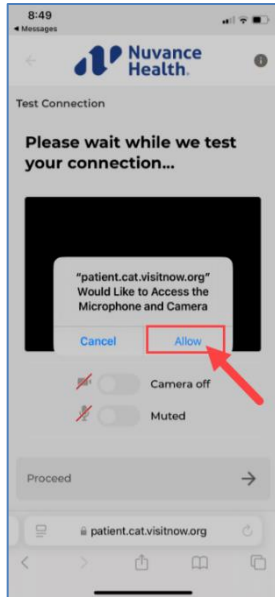 8:49
Messages
Nuvance
Health.
Test Connection
Please wait while we test
your connection...
"patient.cat.visitnow.org"
Would Like to Access the
Microphone and Camera
Cancel
Allow
Camera off
Muted
Proceed
patient.cat.visitnow.org